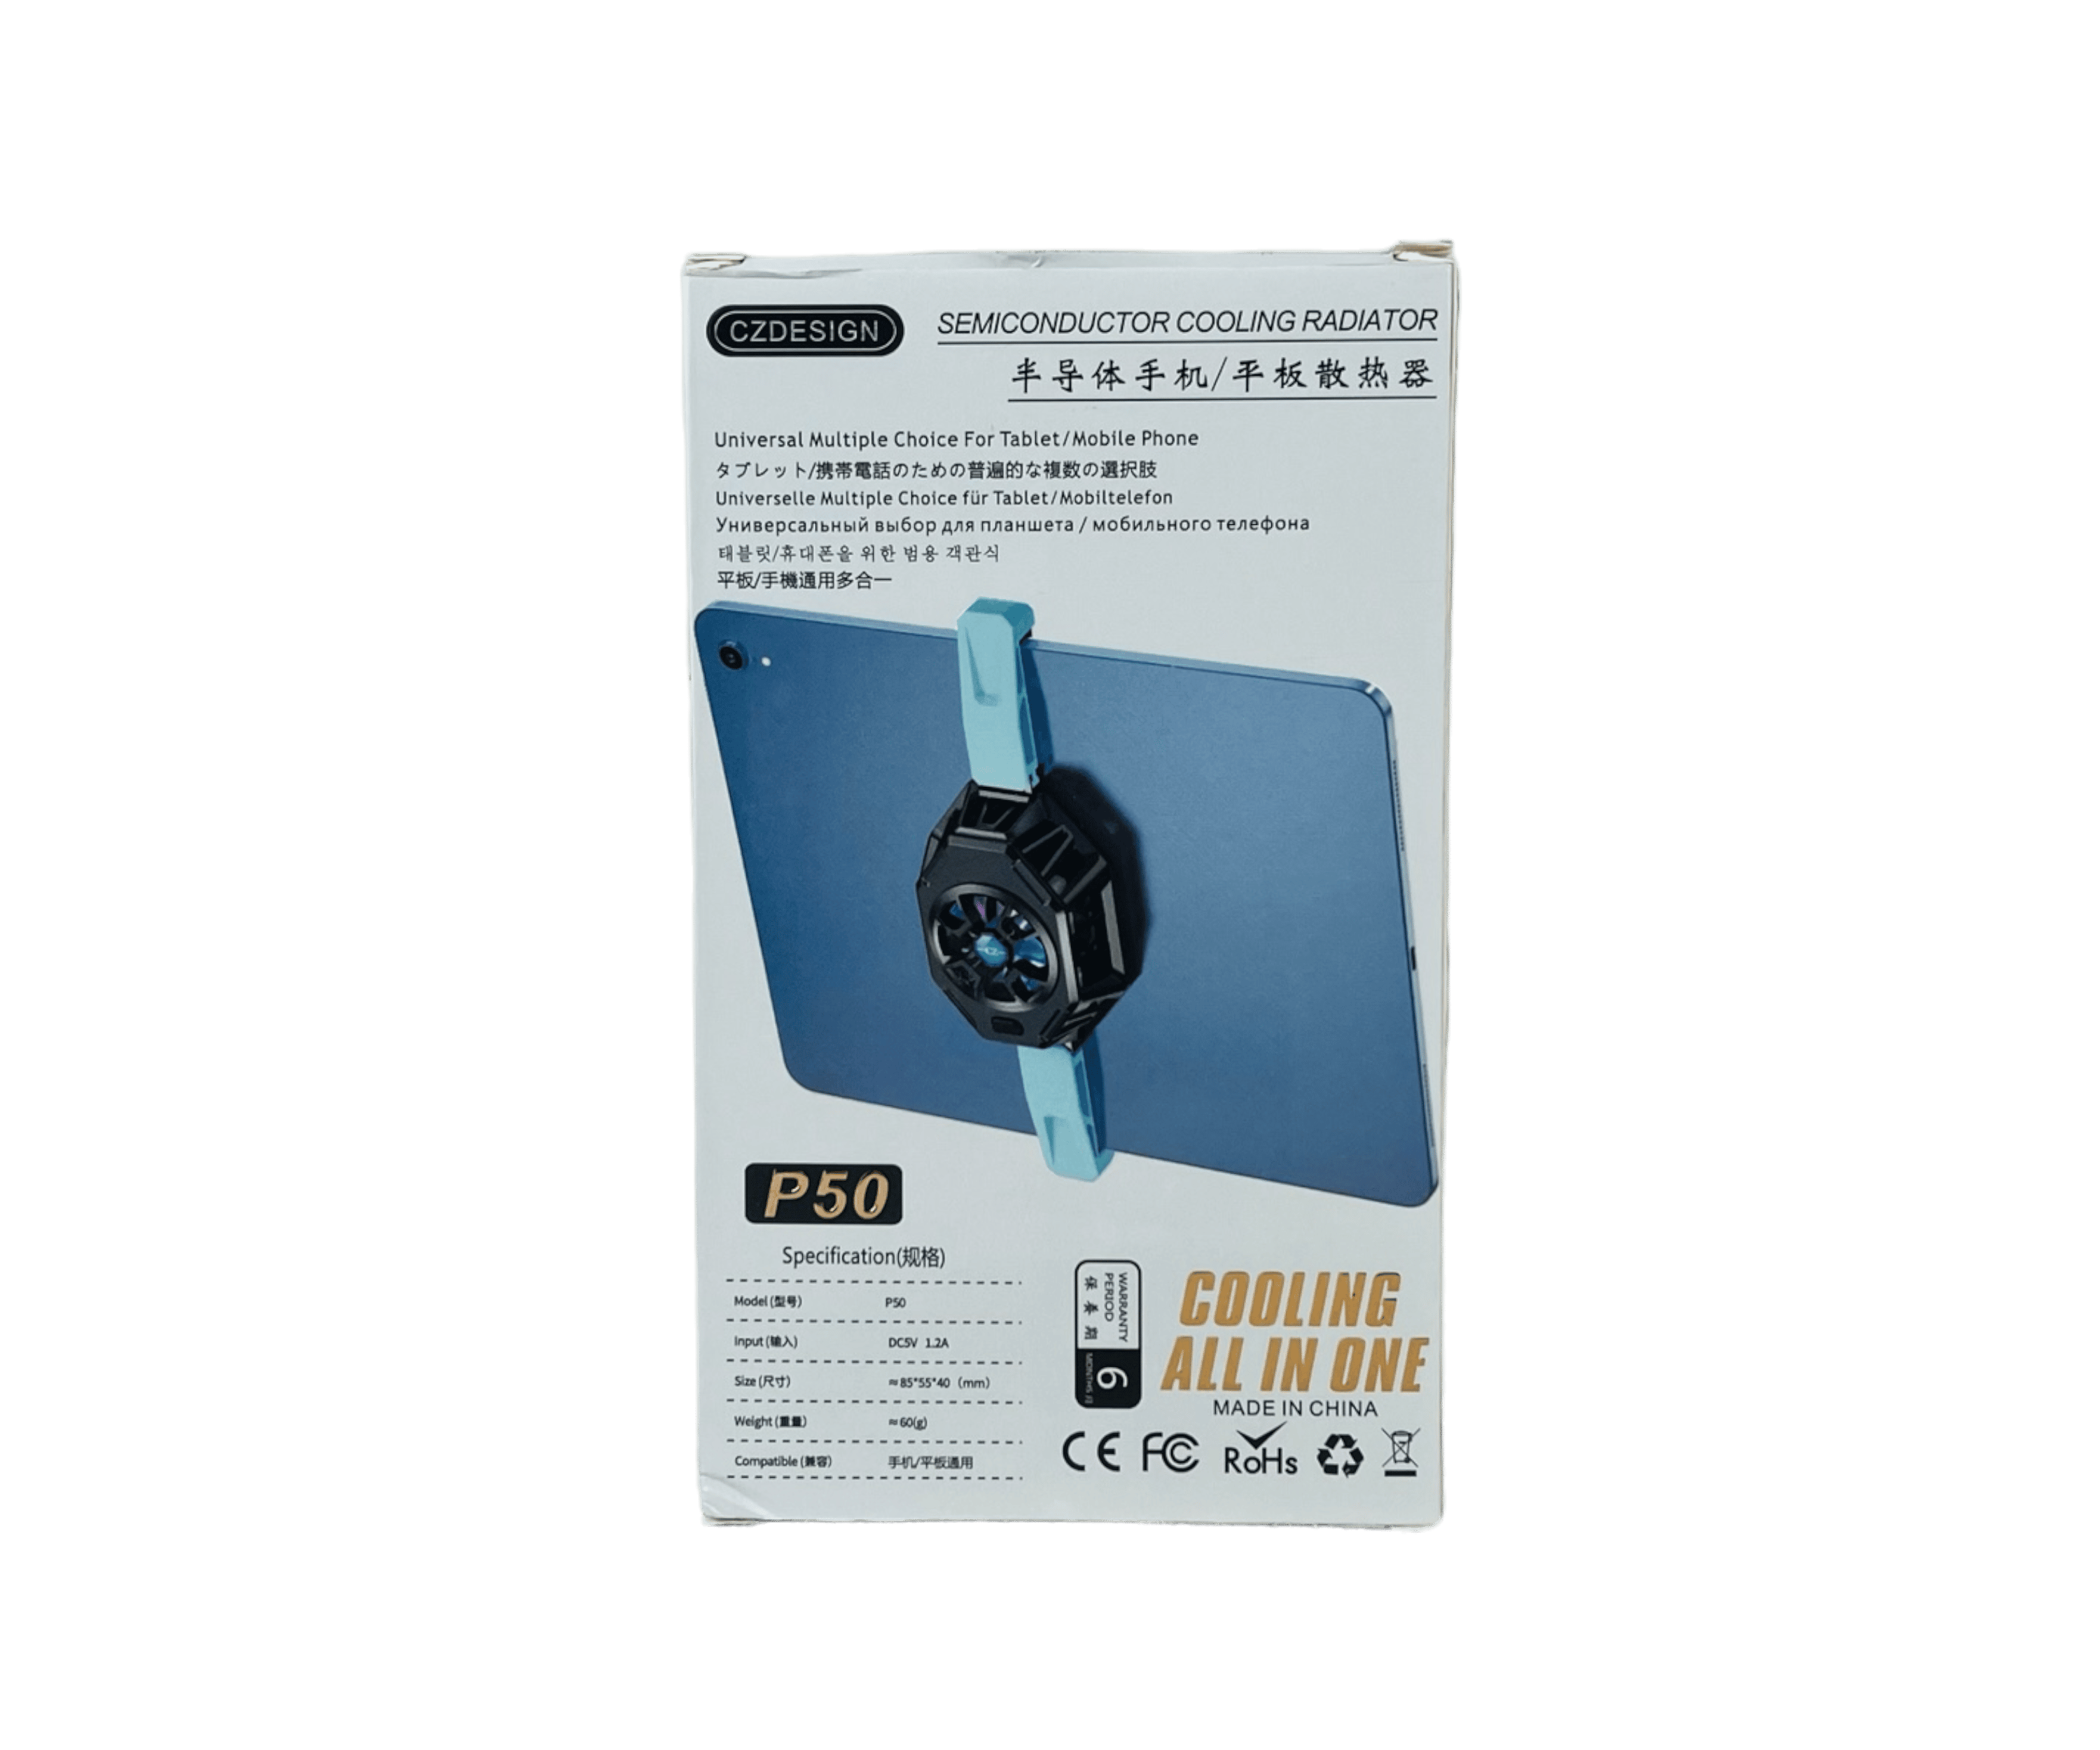 CZDESIGN
SEMICONDUCTOR COOLING RADIATOR
半导体手机/平板散热器
Universal Multiple Choice For Tablet/Mobile Phone
タブレット/携帯電話のための普遍的な複数の選択肢
Universelle Multiple Choice für Tablet/Mobiltelefon
Универсальный выбор для планшета / мобильного телефона
태블릿/휴대폰을 위한 범용 객관식
平板/手機通用多合一
P50
Specification(规格)
Model (型号) P50
Input (输入) DC5V 1.2A
Size (尺寸) ≈85*55*40 (mm)
Weight (重量) ≈60(g)
Compatible (兼容) 手机/平板通用
WARRANTY
PERIOD
保奏期
6
MONTHS 月
COOLING
ALL IN ONE
MADE IN CHINA
CE FC RoHs